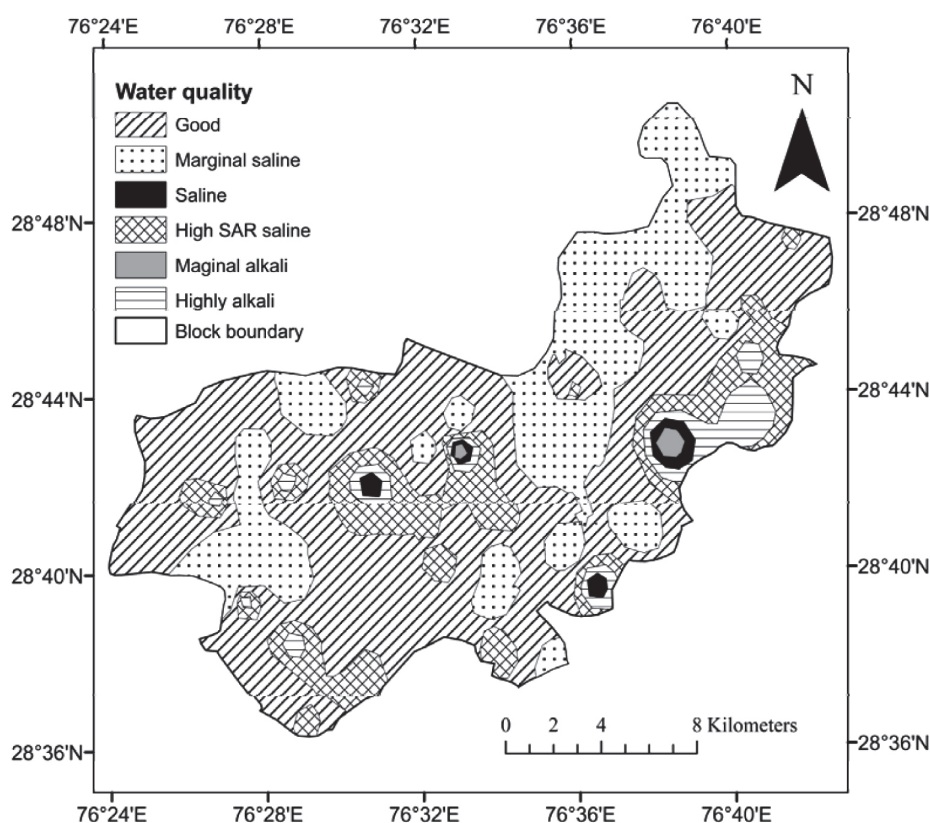 76°24'E 76°28'E 76°32'E 76°36'E 76°40'E
N
Water quality
Good
Marginal saline
Saline
High SAR saline
Maginal alkali
Highly alkali
Block boundary
28°48'N 28°48'N
28°44'N 28°44'N
28°40'N 28°40'N
0 2 4 8 Kilometers
28°36'N 28°36'N
76°24'E 76°28'E 76°32'E 76°36'E 76°40'E